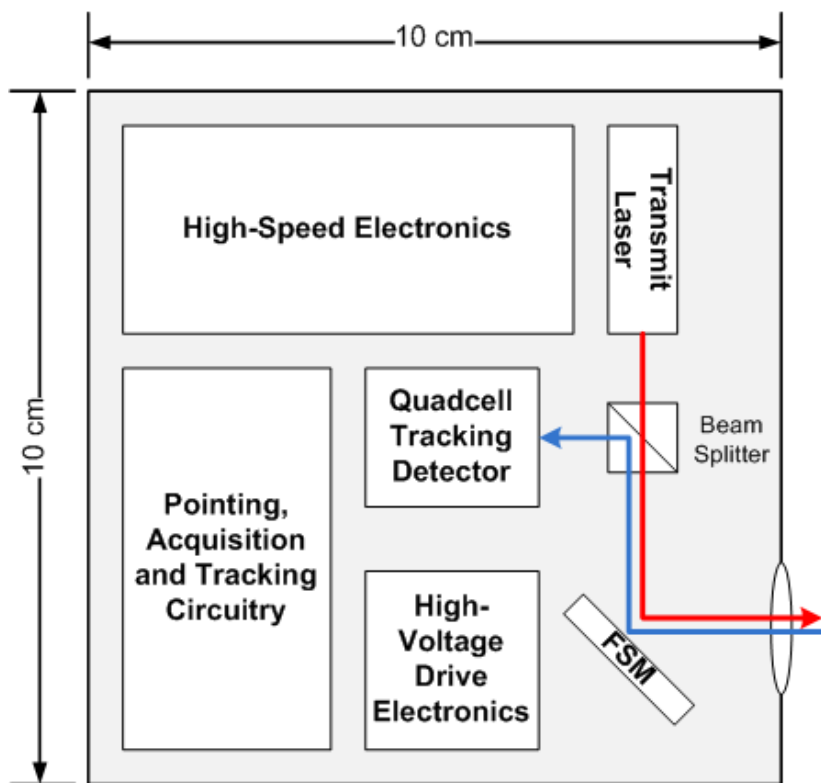 10 cm
10 cm
High-Speed Electronics
Transmit
Laser
Quadcell
Tracking
Detector
Beam
Splitter
Pointing,
Acquisition
and Tracking
Circuitry
High-
Voltage
Drive
Electronics
FSM